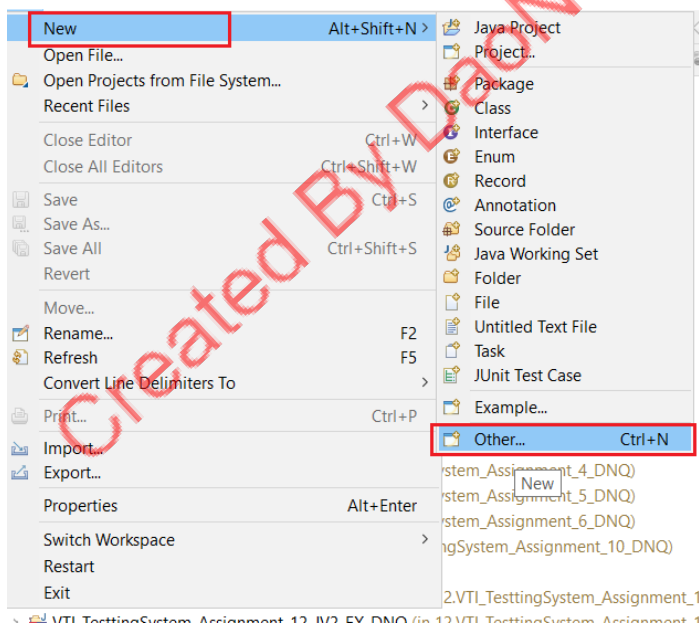 New Alt+Shift+N >
Open File...
Open Projects from File System...
Recent Files >
Close Editor Ctrl+W
Close All Editors Ctrl+Shift+W
Save Ctrl+S
Save As...
Save All Ctrl+Shift+S
Revert
Move...
Rename... F2
Refresh F5
Convert Line Delimiters To >
Print... Ctrl+P
Import...
Export...
Properties Alt+Enter
Switch Workspace >
Restart
Exit
Java Project
Project...
Package
Class
Interface
Enum
Record
Annotation
Source Folder
Java Working Set
Folder
File
Untitled Text File
Task
JUnit Test Case
Example...
Other... Ctrl+N
New
ystem_Assignment_4_DNQ)
ystem_Assignment_5_DNQ)
ystem_Assignment_6_DNQ)
ngSystem_Assignment_10_DNQ)
2.VTI_TesttingSystem_Assignment_1
VTI_TesttingSystem_Assignment_12_JV2_EX_DNQ (in 12.VTI_TesttingSystem_Assignment_1
Created By DaoN